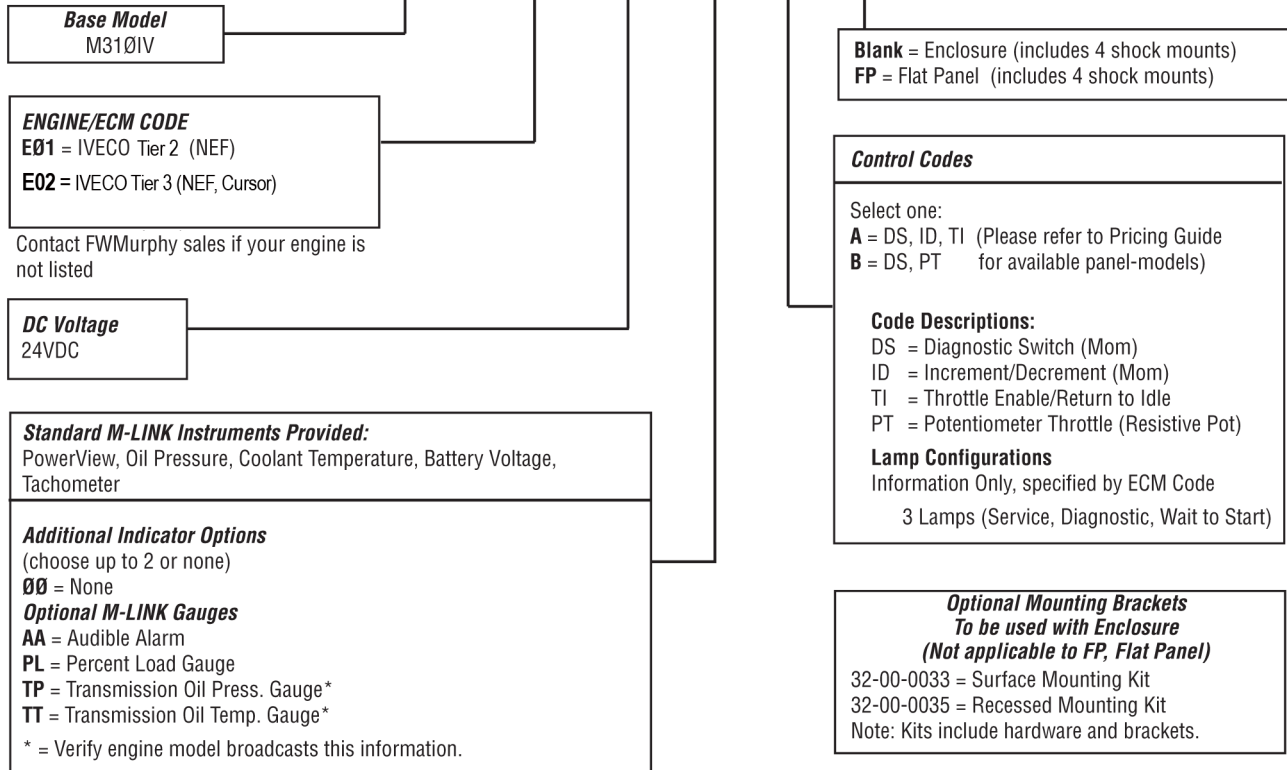 Base Model
M31ØIV
ENGINE/ECM CODE
EØ1 = IVECO Tier 2 (NEF)
E02 = IVECO Tier 3 (NEF, Cursor)
Contact FWMurphy sales if your engine is
not listed
DC Voltage
24VDC
Standard M-LINK Instruments Provided:
PowerView, Oil Pressure, Coolant Temperature, Battery Voltage,
Tachometer
Additional Indicator Options
(choose up to 2 or none)
ØØ = None
Optional M-LINK Gauges
AA = Audible Alarm
PL = Percent Load Gauge
TP = Transmission Oil Press. Gauge*
TT = Transmission Oil Temp. Gauge*
* = Verify engine model broadcasts this information.
Blank = Enclosure (includes 4 shock mounts)
FP = Flat Panel (includes 4 shock mounts)
Control Codes
Select one:
A = DS, ID, TI (Please refer to Pricing Guide
B = DS, PT for available panel-models)
Code Descriptions:
DS = Diagnostic Switch (Mom)
ID = Increment/Decrement (Mom)
TI = Throttle Enable/Return to Idle
PT = Potentiometer Throttle (Resistive Pot)
Lamp Configurations
Information Only, specified by ECM Code
3 Lamps (Service, Diagnostic, Wait to Start)
Optional Mounting Brackets
To be used with Enclosure
(Not applicable to FP, Flat Panel)
32-00-0033 = Surface Mounting Kit
32-00-0035 = Recessed Mounting Kit
Note: Kits include hardware and brackets.